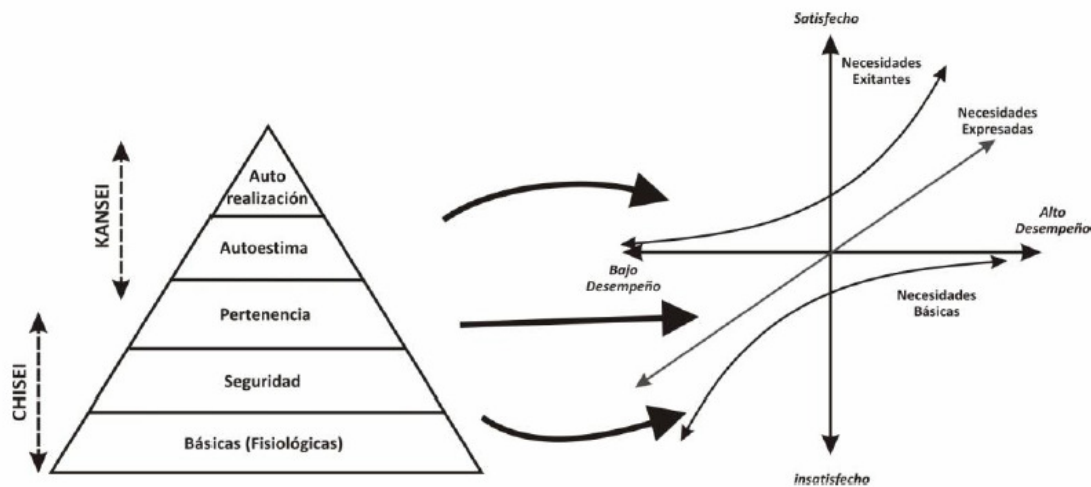 KANSEI
CHISEI
Auto
realización
Autoestima
Pertenencia
Seguridad
Básicas (Fisiológicas)
Satisfecho
Necesidades
Exitantes
Necesidades
Expresadas
Alto
Desempeño
Bajo
Desempeño
Necesidades
Básicas
insatisfecho